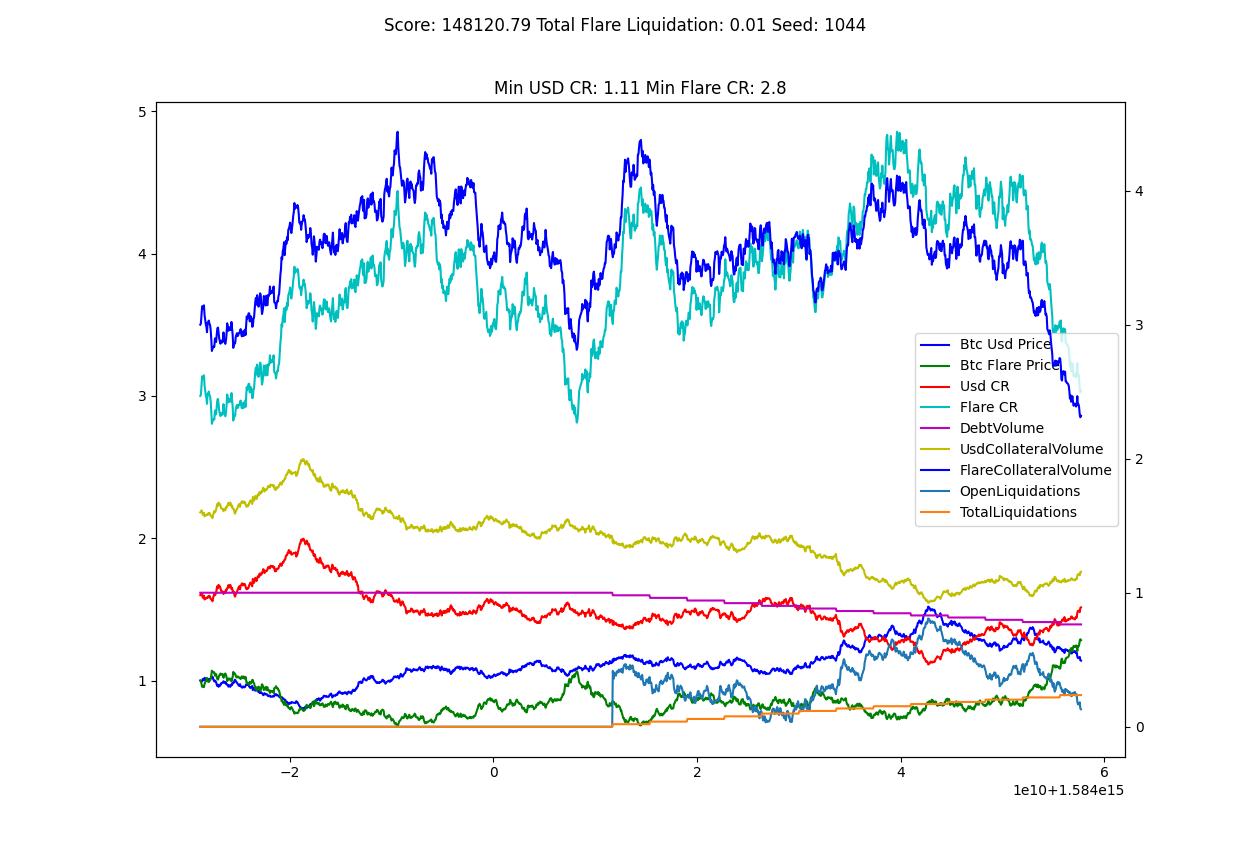 Score: 148120.79 Total Flare Liquidation: 0.01 Seed: 1044
Min USD CR: 1.11 Min Flare CR: 2.8
5
4
3
2
1
4
3
2
1
0
Btc Usd Price
Btc Flare Price
Usd CR
Flare CR
DebtVolume
UsdCollateralVolume
FlareCollateralVolume
OpenLiquidations
TotalLiquidations
−2 0 2 4 6
1e10+1.584e15